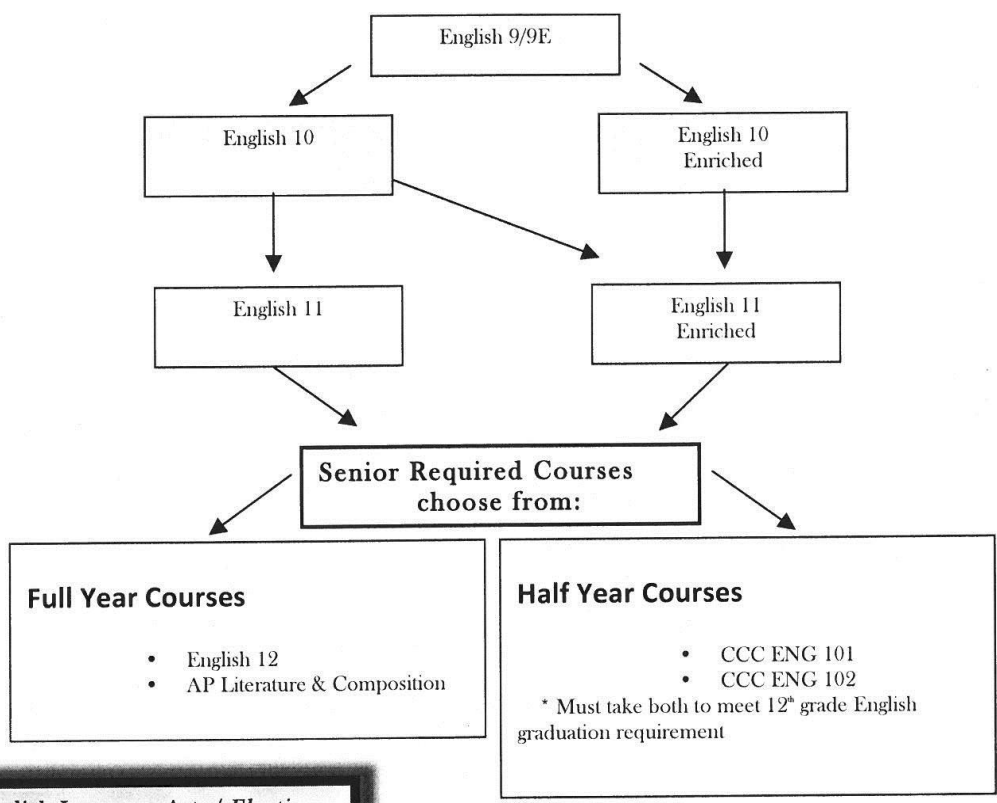 English 9/9E
English 10
English 10
Enriched
English 11
English 11
Enriched
Senior Required Courses
choose from:
Full Year Courses
• English 12
• AP Literature & Composition
Half Year Courses
• CCC ENG 101
• CCC ENG 102
* Must take both to meet 12th grade English
graduation requirement